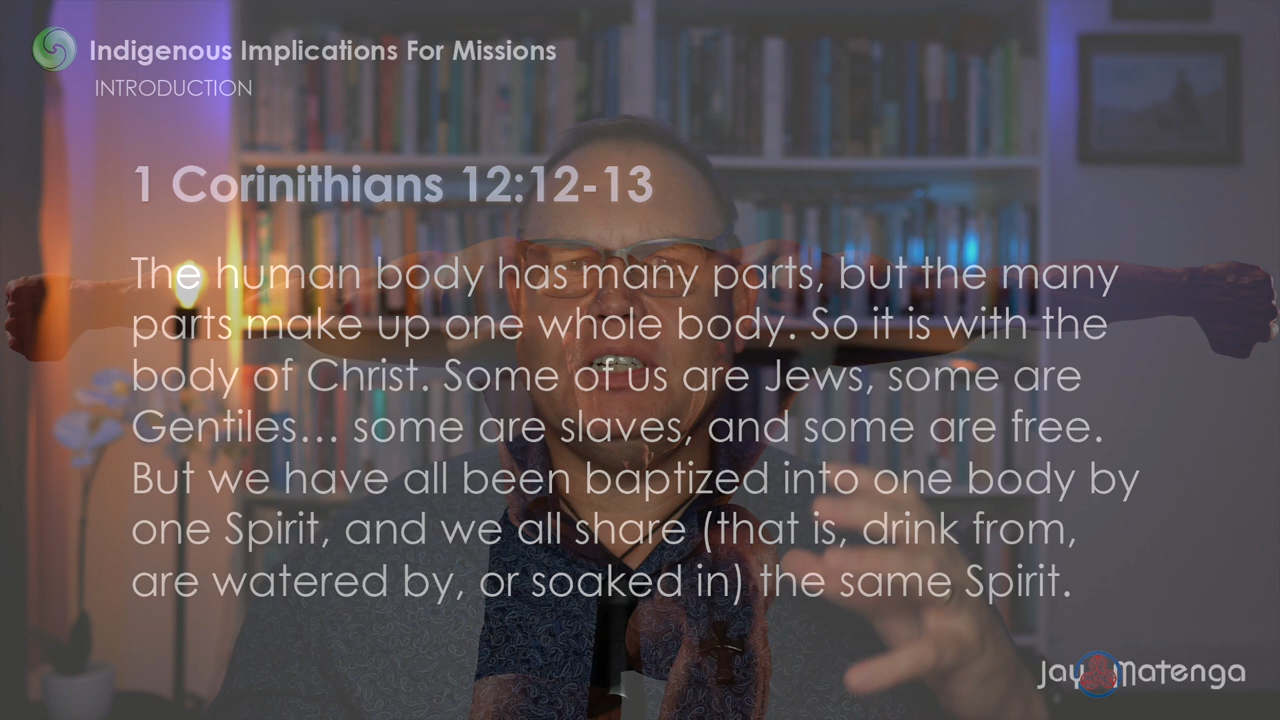 Indigenous Implications For Missions
INTRODUCTION
1 Corinithians 12:12-13
The human body has many parts, but the many
parts make up one whole body. So it is with the
body of Christ. Some of us are Jews, some are
Gentiles… some are slaves, and some are free.
But we have all been baptized into one body by
one Spirit, and we all share (that is, drink from,
are watered by, or soaked in) the same Spirit.
Jay Matenga